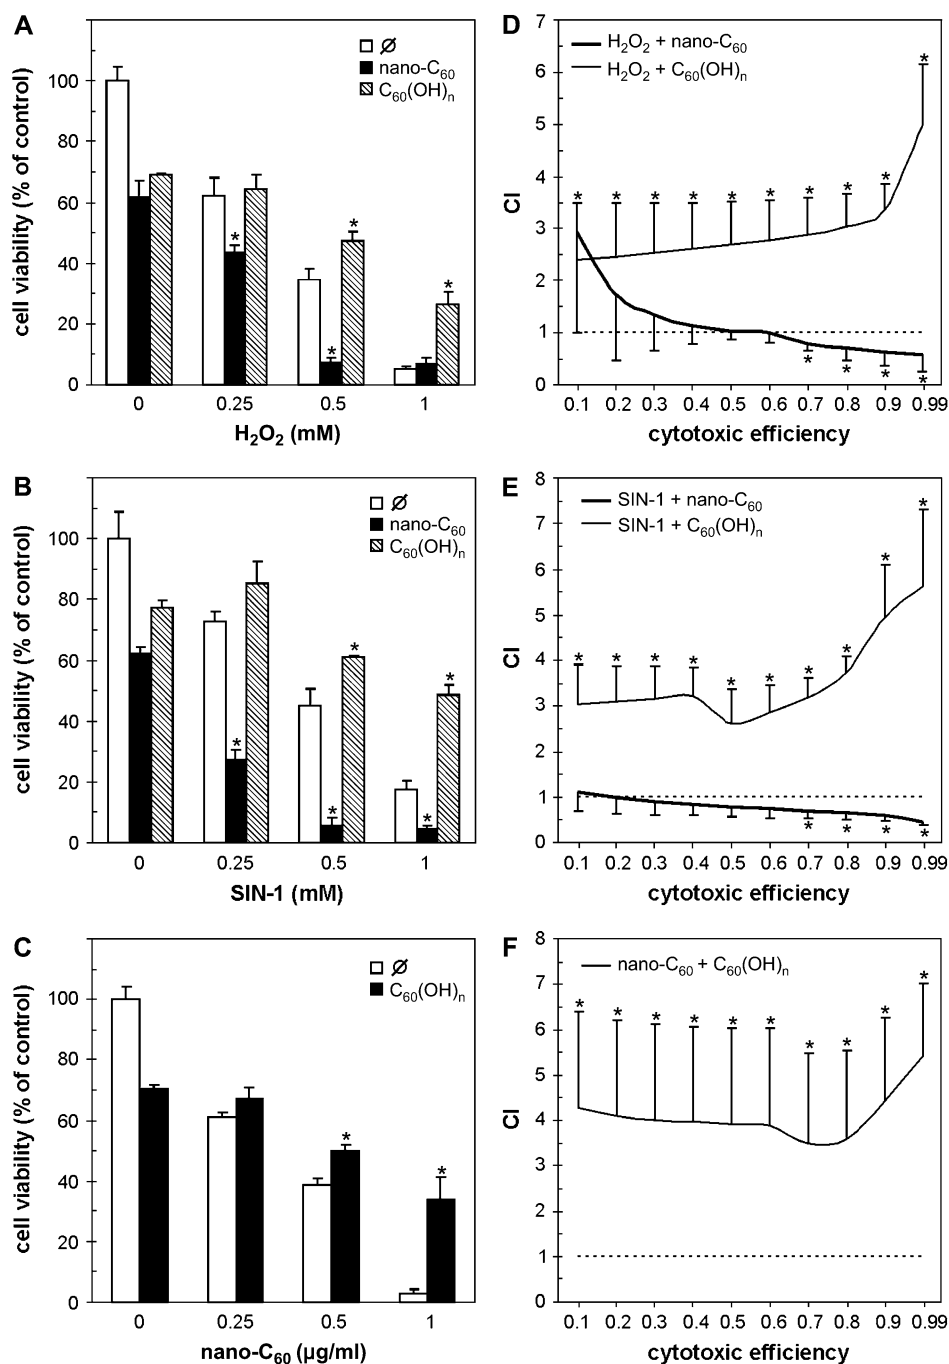 A
Ø
nano-C₆₀
C₆₀(OH)ₙ
cell viability (% of control)
100
80
60
40
20
0
0 0.25 0.5 1
H₂O₂ (mM)
* * * *
D
H₂O₂ + nano-C₆₀
H₂O₂ + C₆₀(OH)ₙ
CI
7
6
5
4
3
2
1
0
* * * * * * * * * *
* * * *
0.1 0.2 0.3 0.4 0.5 0.6 0.7 0.8 0.9 0.99
cytotoxic efficiency
B
Ø
nano-C₆₀
C₆₀(OH)ₙ
cell viability (% of control)
100
80
60
40
20
0
0 0.25 0.5 1
SIN-1 (mM)
* * * * *
E
SIN-1 + nano-C₆₀
SIN-1 + C₆₀(OH)ₙ
CI
8
7
6
5
4
3
2
1
0
* * * * * * * * * *
* * * *
0.1 0.2 0.3 0.4 0.5 0.6 0.7 0.8 0.9 0.99
cytotoxic efficiency
C
Ø
C₆₀(OH)ₙ
cell viability (% of control)
100
80
60
40
20
0
0 0.25 0.5 1
nano-C₆₀ (µg/ml)
* *
F
nano-C₆₀ + C₆₀(OH)ₙ
CI
8
7
6
5
4
3
2
1
0
* * * * * * * * * *
0.1 0.2 0.3 0.4 0.5 0.6 0.7 0.8 0.9 0.99
cytotoxic efficiency